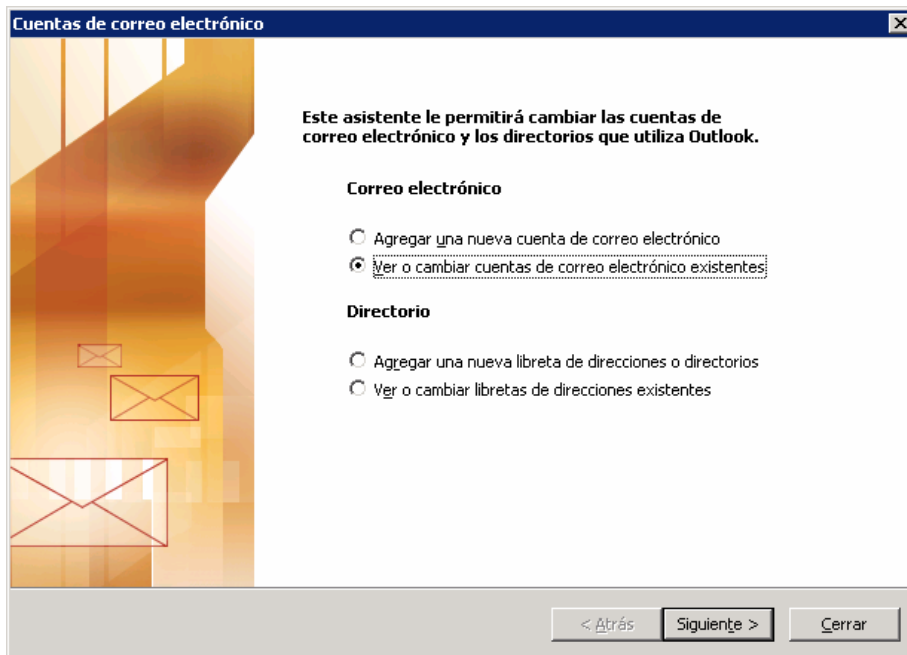 Cuentas de correo electrónico
Este asistente le permitirá cambiar las cuentas de
correo electrónico y los directorios que utiliza Outlook.
Correo electrónico
Agregar una nueva cuenta de correo electrónico
Ver o cambiar cuentas de correo electrónico existentes
Directorio
Agregar una nueva libreta de direcciones o directorios
Ver o cambiar libretas de direcciones existentes
< Atrás Siguiente > Cerrar